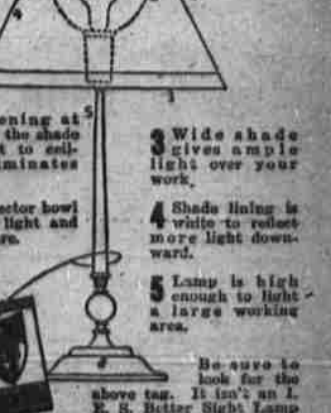 ening at
the shade
t to ceil-
minates
ector bowl
light and
re.
3 Wide shade
gives ample
light over your
work.
4 Shade lining is
white to reflect
more light down-
ward.
5 Lamp is high
enough to light
a large working
area.
Be sure to
look for the
above tag. It isn't an I.
E. S. Better Sight Lamp